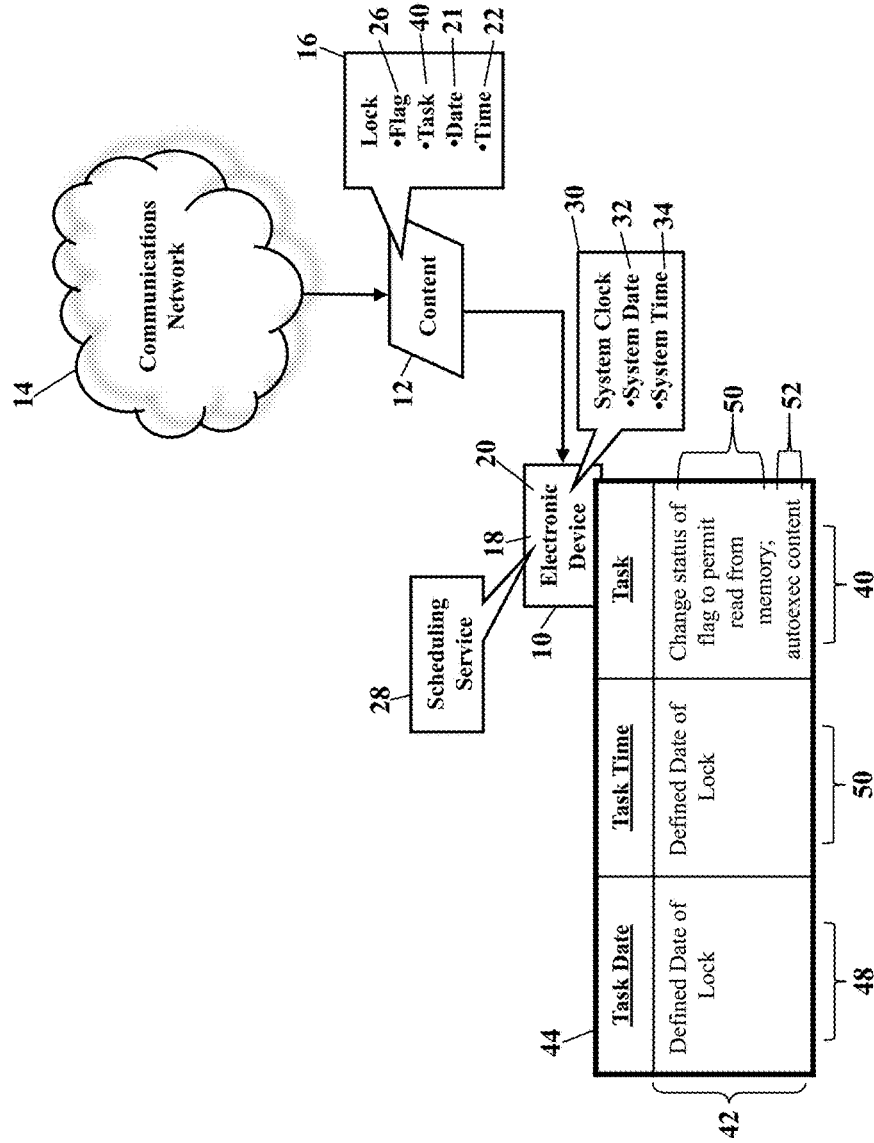 14
Communications
Network
16
Lock
•Flag
•Task
•Date
•Time
26
40
21
22
12
Content
28
Scheduling
Service
18
20
Electronic
Device
10
30
System Clock
•System Date
•System Time
32
34
44
Task Date
Task Time
Task
Defined Date of
Lock
Defined Date of
Lock
Change status of
flag to permit
read from
memory;
autoexec content
50
52
42
48
50
40